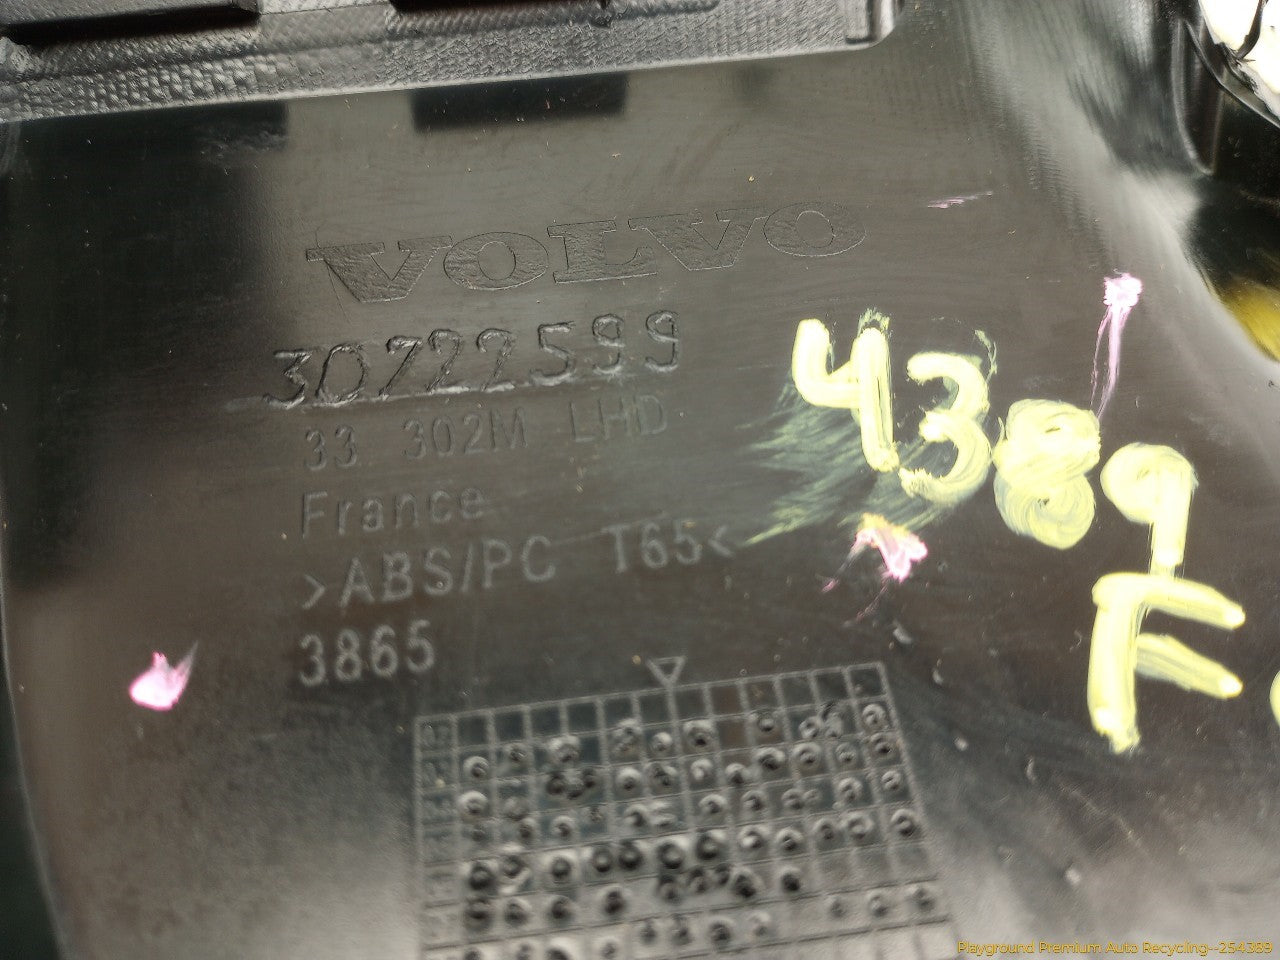 VOLVO
30722599
33 302M LHD
France
>ABS/PC T65<
3865
4389
F
Playground Premium Auto Recycling--254389